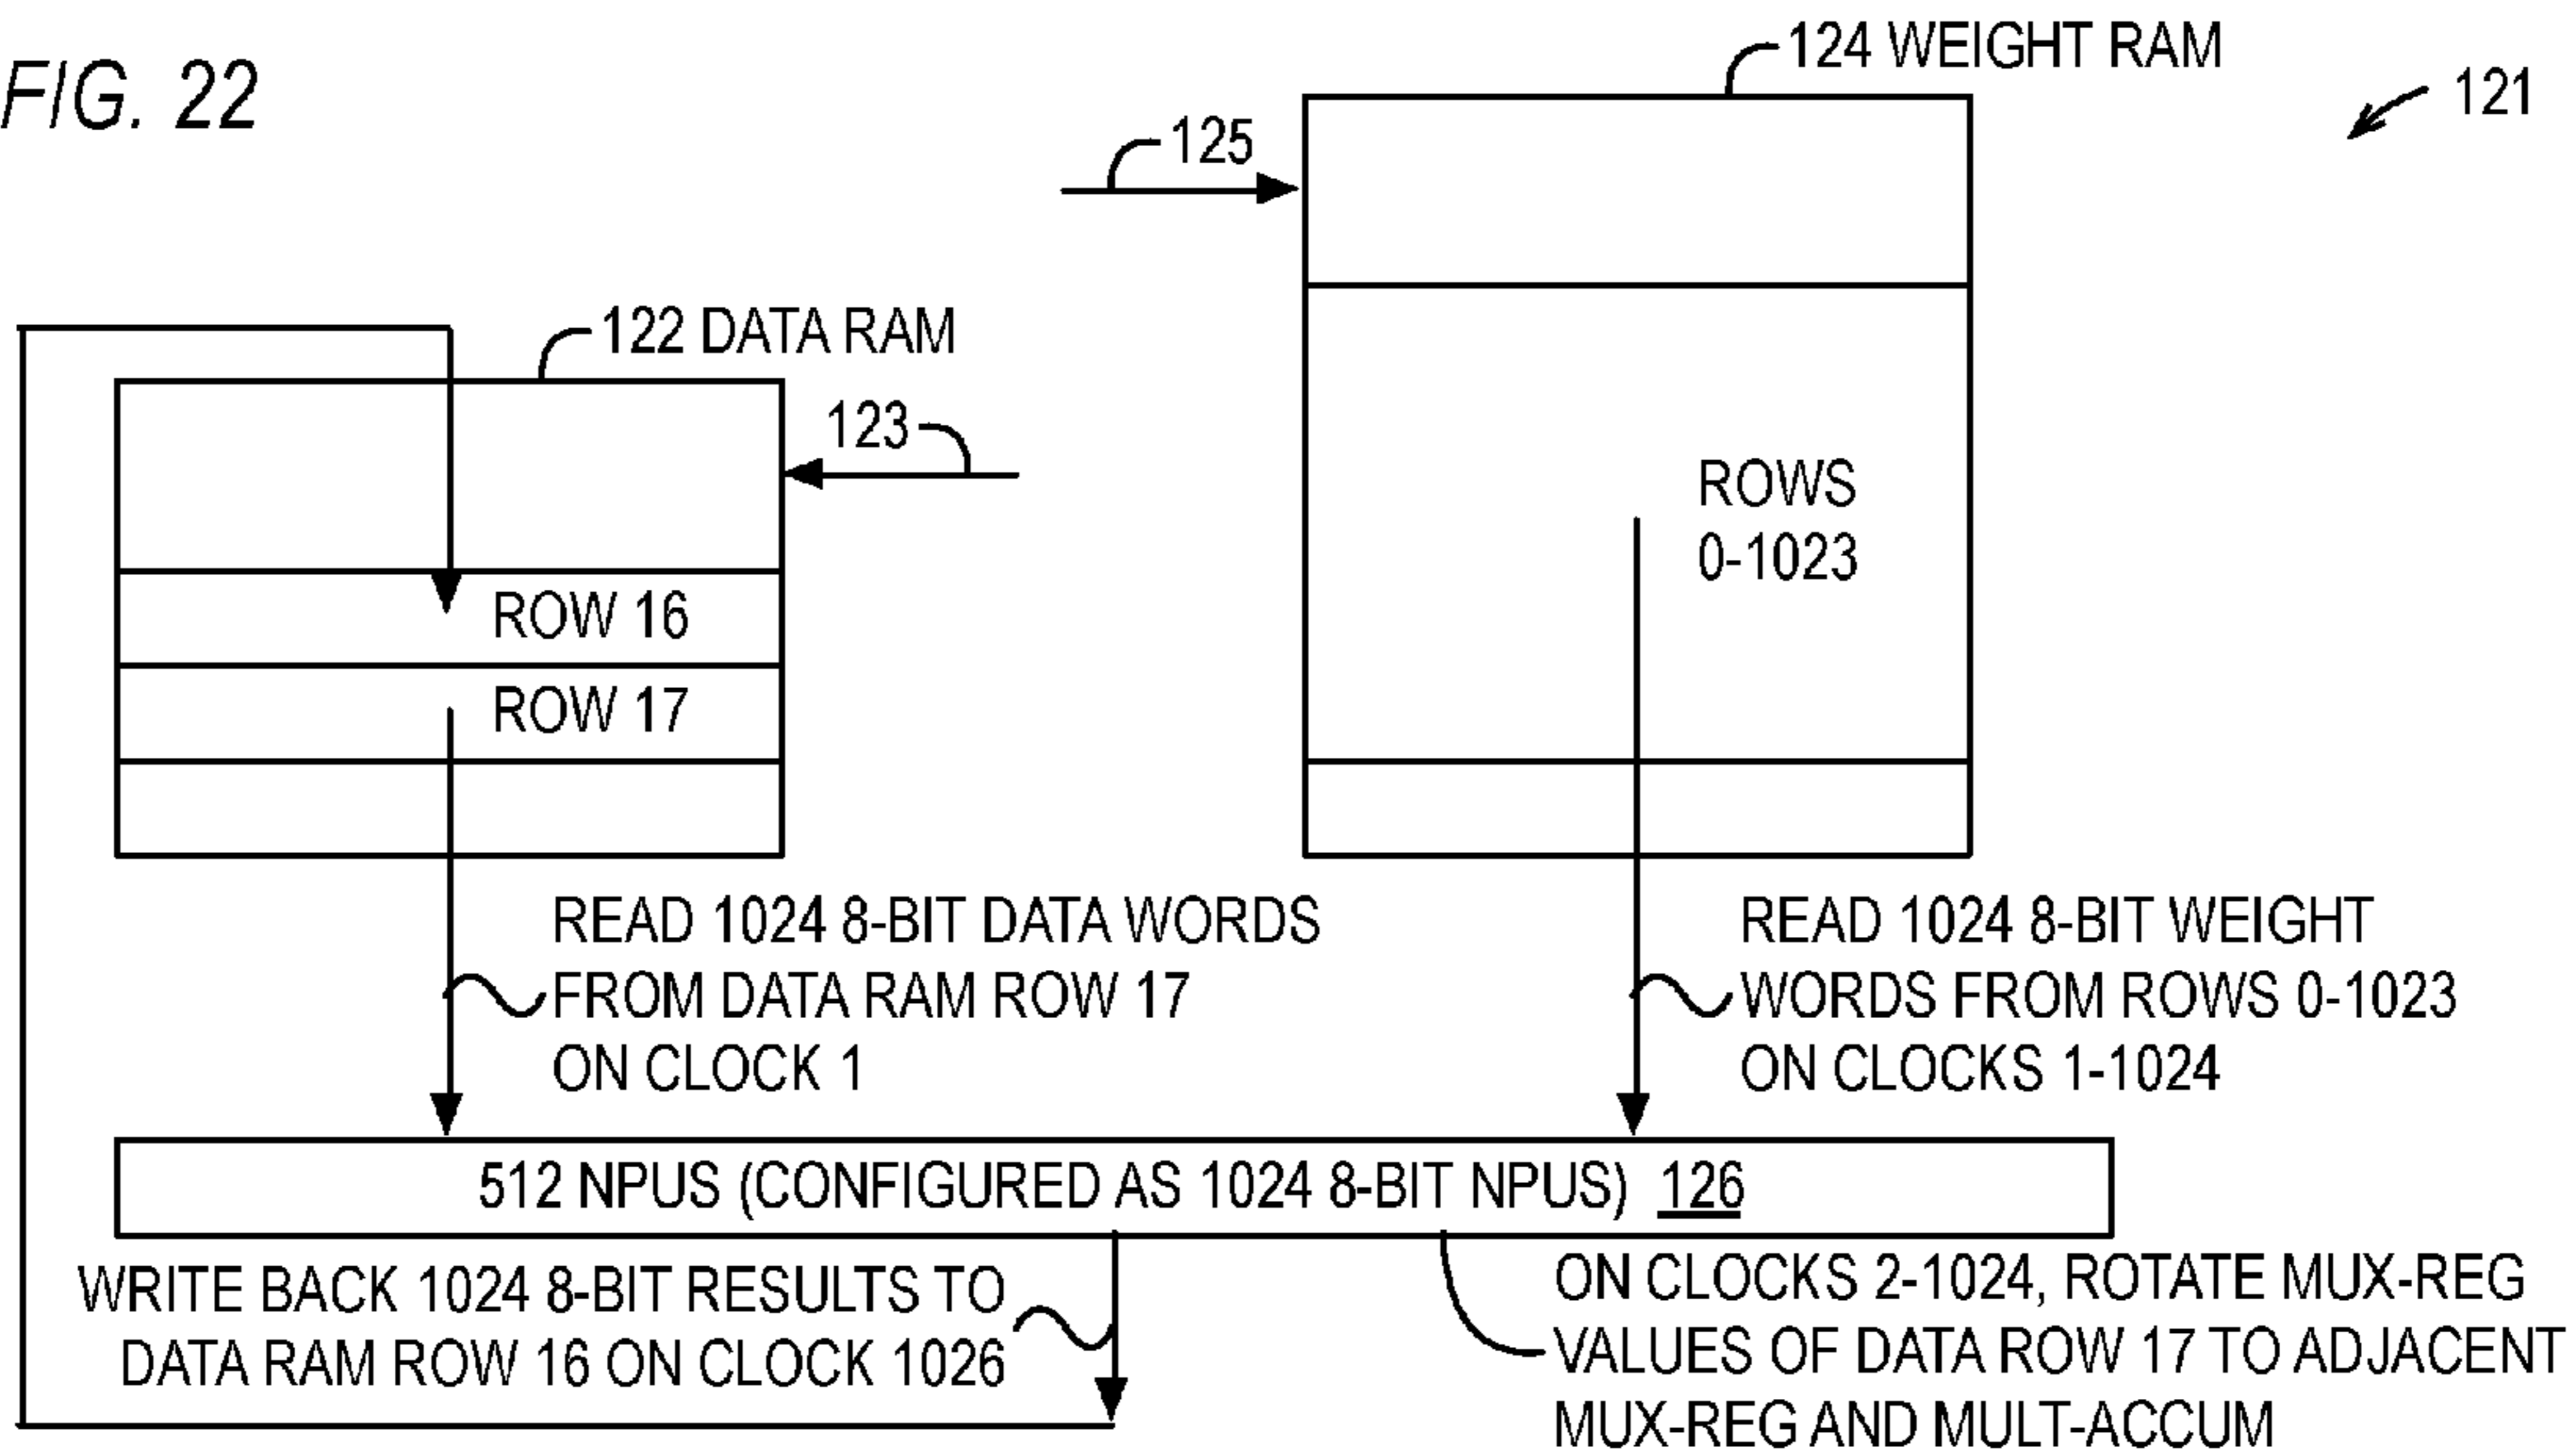 FIG. 22
124 WEIGHT RAM
121
125
122 DATA RAM
123
ROWS
0-1023
ROW 16
ROW 17
READ 1024 8-BIT DATA WORDS
FROM DATA RAM ROW 17
ON CLOCK 1
READ 1024 8-BIT WEIGHT
WORDS FROM ROWS 0-1023
ON CLOCKS 1-1024
512 NPUS (CONFIGURED AS 1024 8-BIT NPUS) 126
WRITE BACK 1024 8-BIT RESULTS TO
DATA RAM ROW 16 ON CLOCK 1026
ON CLOCKS 2-1024, ROTATE MUX-REG
VALUES OF DATA ROW 17 TO ADJACENT
MUX-REG AND MULT-ACCUM